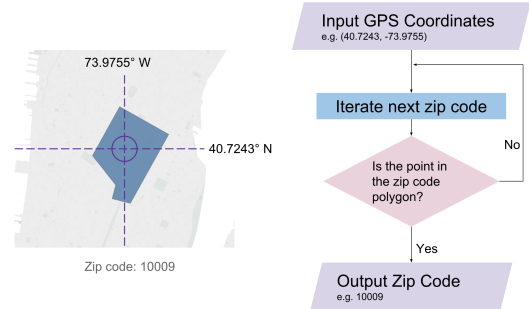 73.9755° W
40.7243° N
Zip code: 10009
Input GPS Coordinates
e.g. (40.7243, -73.9755)
Iterate next zip code
Is the point in
the zip code
polygon?
No
Yes
Output Zip Code
e.g. 10009